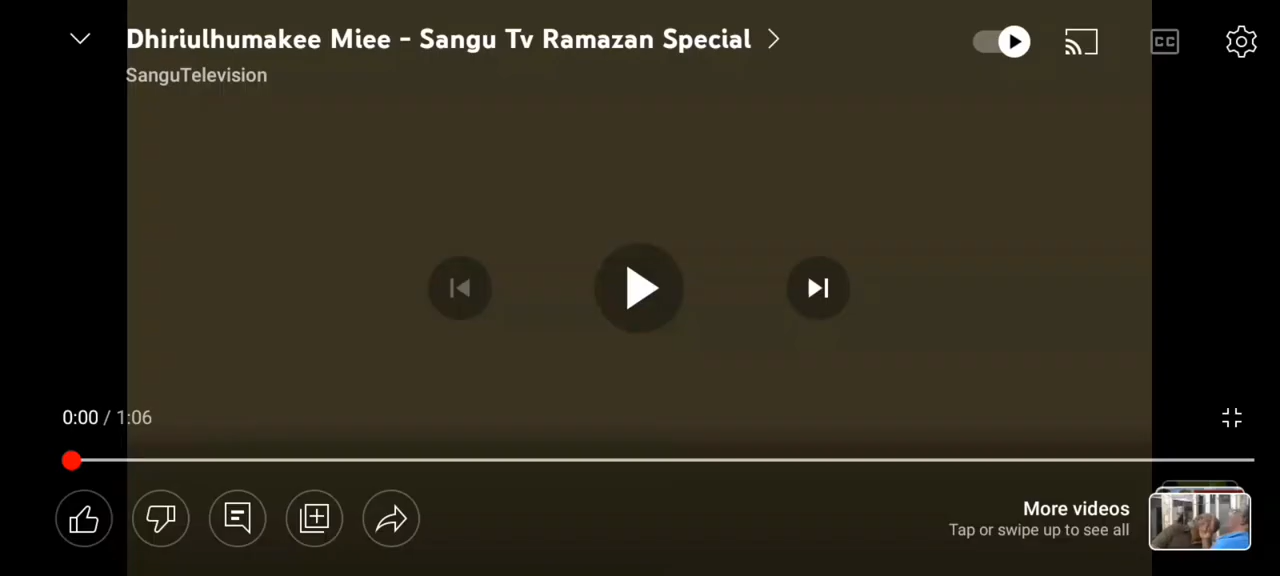 Dhiriulhumakee Miee - Sangu Tv Ramazan Special
SanguTelevision
CC
0:00 / 1:06
More videos
Tap or swipe up to see all